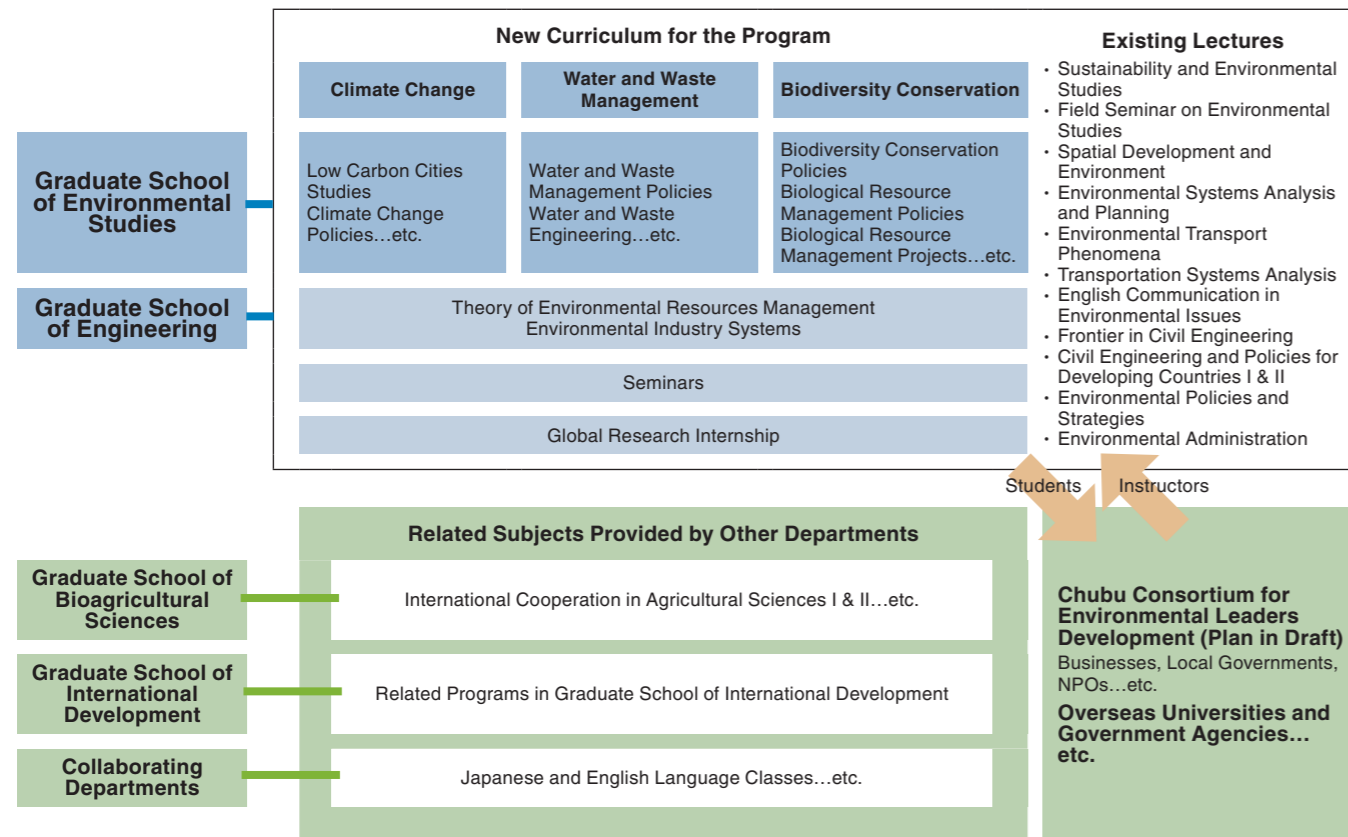 New Curriculum for the Program
Climate Change
Water and Waste
Management
Biodiversity Conservation
Graduate School
of Environmental
Studies
Low Carbon Cities
Studies
Climate Change
Policies…etc.
Water and Waste
Management Policies
Water and Waste
Engineering…etc.
Biodiversity Conservation
Policies
Biological Resource
Management Policies
Biological Resource
Management Projects…etc.
Graduate School
of Engineering
Theory of Environmental Resources Management
Environmental Industry Systems
Seminars
Global Research Internship
Existing Lectures
・Sustainability and Environmental
Studies
・Field Seminar on Environmental
Studies
・Spatial Development and
Environment
・Environmental Systems Analysis
and Planning
・Environmental Transport
Phenomena
・Transportation Systems Analysis
・English Communication in
Environmental Issues
・Frontier in Civil Engineering
・Civil Engineering and Policies for
Developing Countries I & II
・Environmental Policies and
Strategies
・Environmental Administration
Students
Instructors
Related Subjects Provided by Other Departments
Graduate School of
Bioagricultural
Sciences
International Cooperation in Agricultural Sciences I & II…etc.
Graduate School of
International
Development
Related Programs in Graduate School of International Development
Collaborating
Departments
Japanese and English Language Classes…etc.
Chubu Consortium for
Environmental Leaders
Development (Plan in Draft)
Businesses, Local Governments,
NPOs…etc.
Overseas Universities and
Government Agencies…
etc.